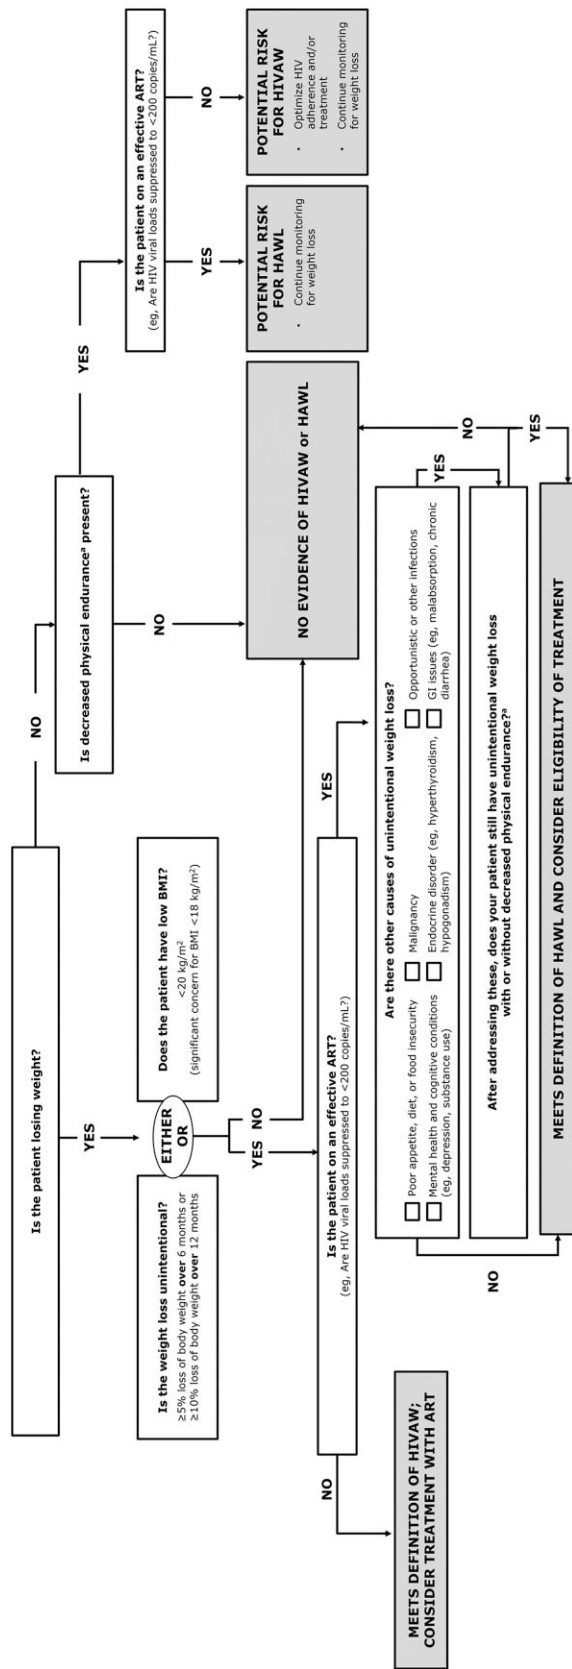 Is the patient losing weight?
NO
YES
Is decreased physical enduranceᵃ present?
YES
NO
Is the patient on an effective ART?
(eg, Are HIV viral loads suppressed to <200 copies/mL?)
YES
NO
Is the weight loss unintentional?
≥5% loss of body weight over 6 months or
≥10% loss of body weight over 12 months
EITHER
OR
Does the patient have low BMI?
<20 kg/m²
(significant concern for BMI <18 kg/m²)
YES
NO
NO EVIDENCE OF HIVAW or HAWL
POTENTIAL RISK
FOR HAWL
• Continue monitoring
for weight loss
POTENTIAL RISK
FOR HIVAW
• Optimize HIV
adherence and/or
treatment
• Continue monitoring
for weight loss
Is the patient on an effective ART?
(eg, Are HIV viral loads suppressed to <200 copies/mL?)
NO
YES
MEETS DEFINITION OF HIVAW;
CONSIDER TREATMENT WITH ART
Are there other causes of unintentional weight loss?
Poor appetite, diet, or food insecurity
Mental health and cognitive conditions
(eg, depression, substance use)
Malignancy
Endocrine disorder (eg, hyperthyroidism,
hypogonadism)
Opportunistic or other infections
GI issues (eg, malabsorption, chronic
diarrhea)
NO
YES
After addressing these, does your patient still have unintentional weight loss
with or without decreased physical endurance?ᵃ
NO
YES
MEETS DEFINITION OF HAWL AND CONSIDER ELIGIBILITY OF TREATMENT